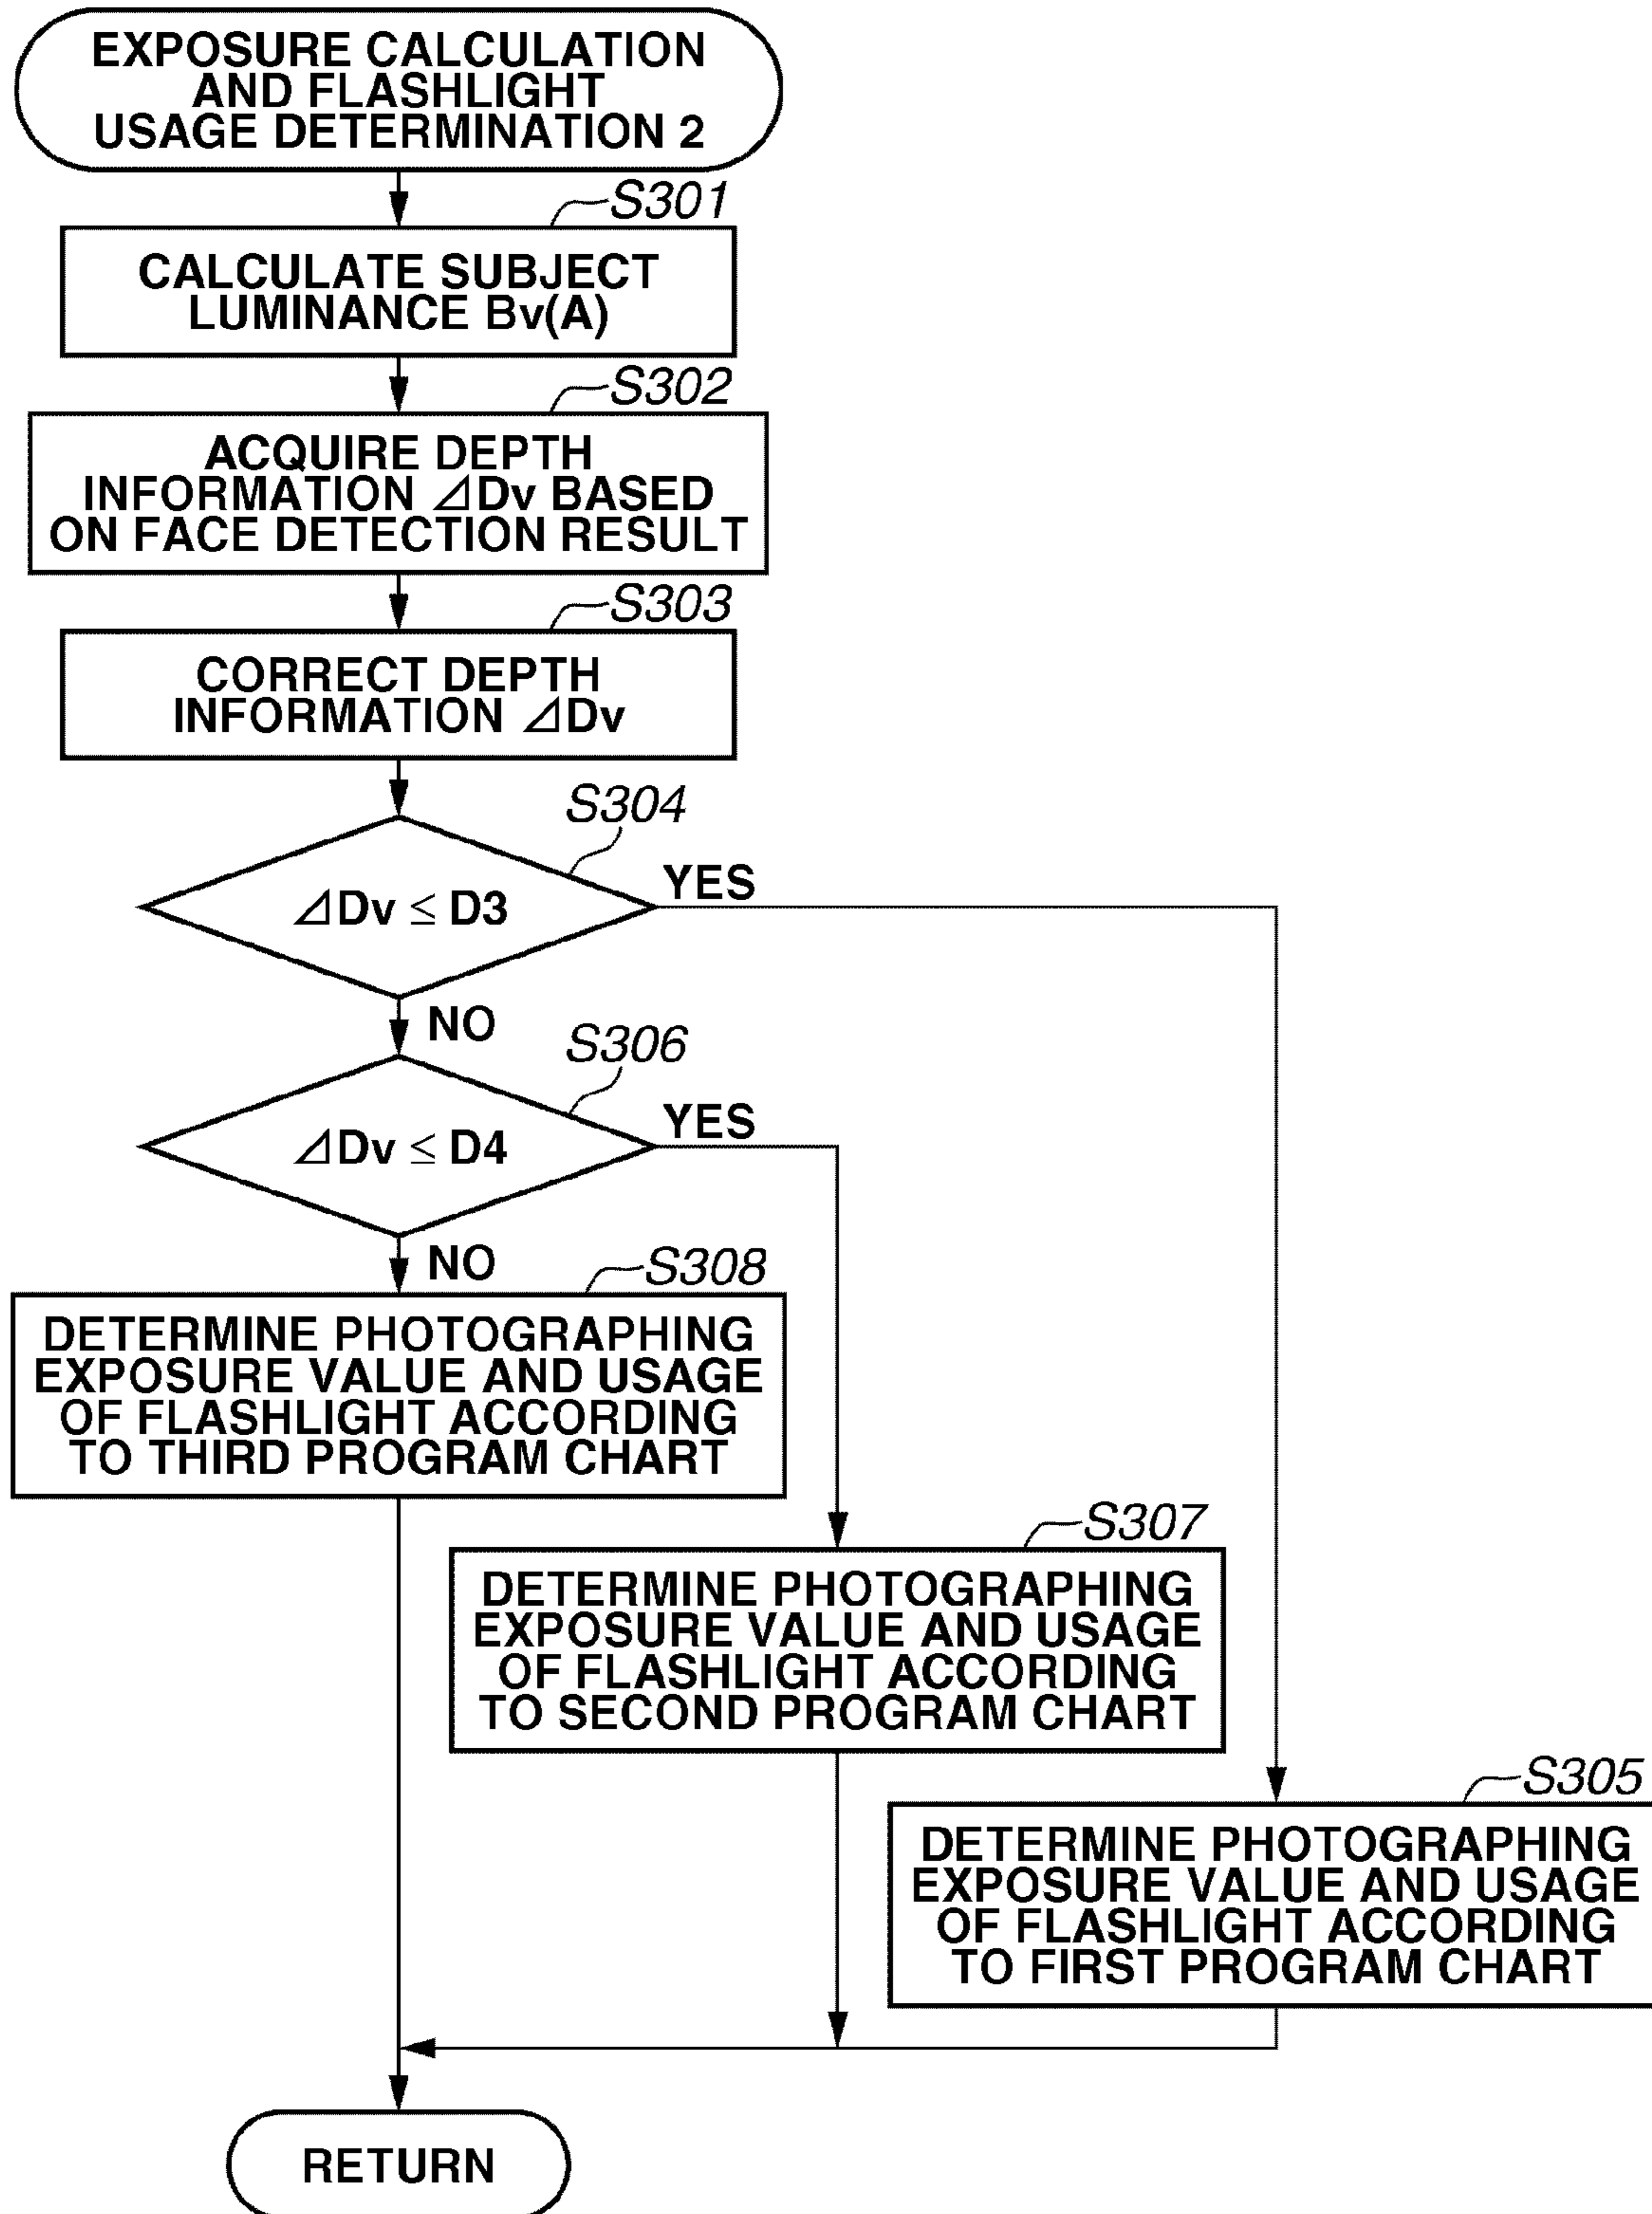 EXPOSURE CALCULATION
AND FLASHLIGHT
USAGE DETERMINATION 2
S301
CALCULATE SUBJECT
LUMINANCE Bv(A)
S302
ACQUIRE DEPTH
INFORMATION ⊿Dv BASED
ON FACE DETECTION RESULT
S303
CORRECT DEPTH
INFORMATION ⊿Dv
S304
⊿Dv ≤ D3
YES
NO
S306
⊿Dv ≤ D4
YES
NO
S308
DETERMINE PHOTOGRAPHING
EXPOSURE VALUE AND USAGE
OF FLASHLIGHT ACCORDING
TO THIRD PROGRAM CHART
S307
DETERMINE PHOTOGRAPHING
EXPOSURE VALUE AND USAGE
OF FLASHLIGHT ACCORDING
TO SECOND PROGRAM CHART
S305
DETERMINE PHOTOGRAPHING
EXPOSURE VALUE AND USAGE
OF FLASHLIGHT ACCORDING
TO FIRST PROGRAM CHART
RETURN